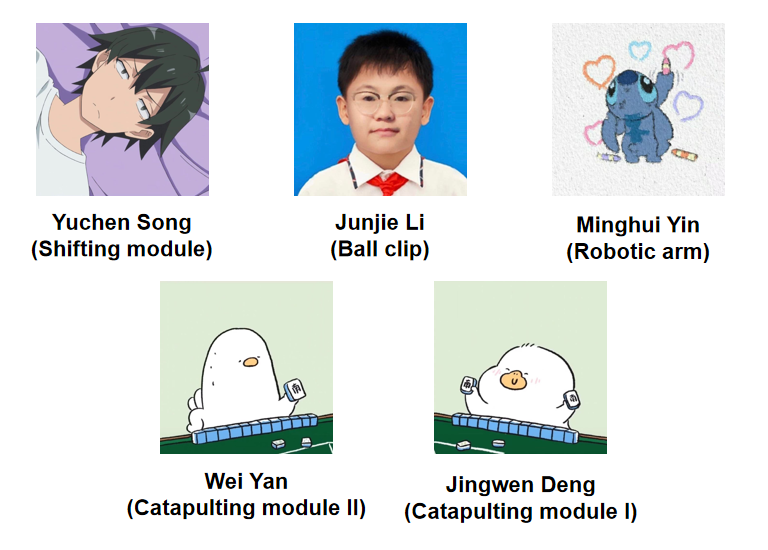 Yuchen Song
(Shifting module)
Junjie Li
(Ball clip)
Minghui Yin
(Robotic arm)
Wei Yan
(Catapulting module II)
Jingwen Deng
(Catapulting module I)